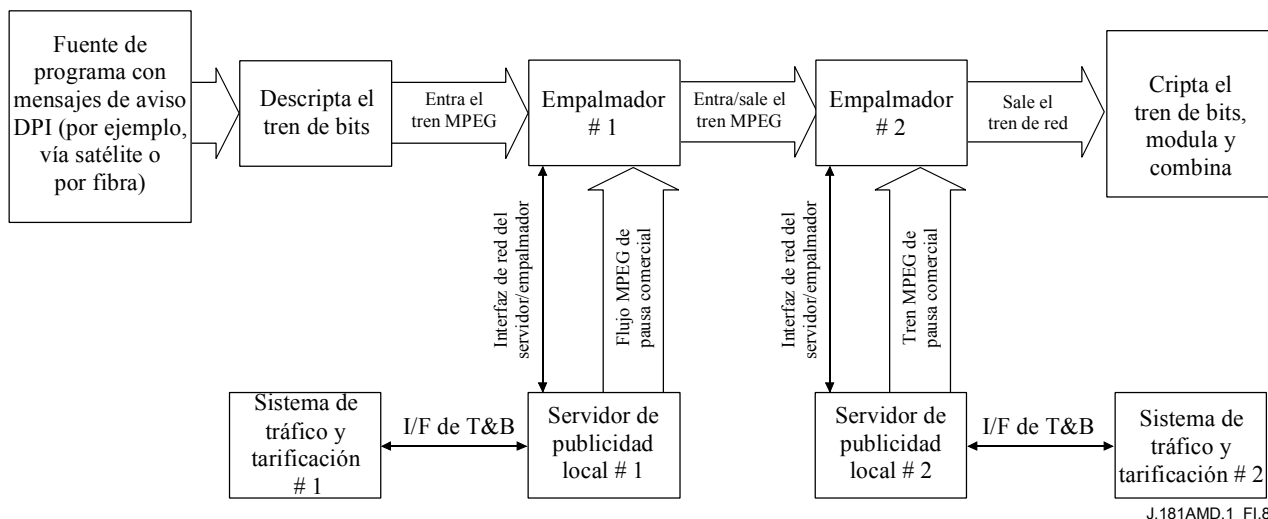 Fuente de
programa con
mensajes de aviso
DPI (por ejemplo,
vía satélite o
por fibra)
Descripta el
tren de bits
Entra el
tren MPEG
Empalmador
# 1
Entra/sale el
tren MPEG
Empalmador
# 2
Sale el
tren de red
Cripta el
tren de bits,
modula y
combina
Interfaz de red del
servidor/empalmador
Flujo MPEG de
pausa comercial
Interfaz de red del
servidor/empalmador
Tren MPEG de
pausa comercial
Sistema de
tráfico y
tarificación
# 1
I/F de T&B
Servidor de
publicidad
local # 1
Servidor de
publicidad
local # 2
I/F de T&B
Sistema de
tráfico y
tarificación # 2
J.181AMD.1_FI.8